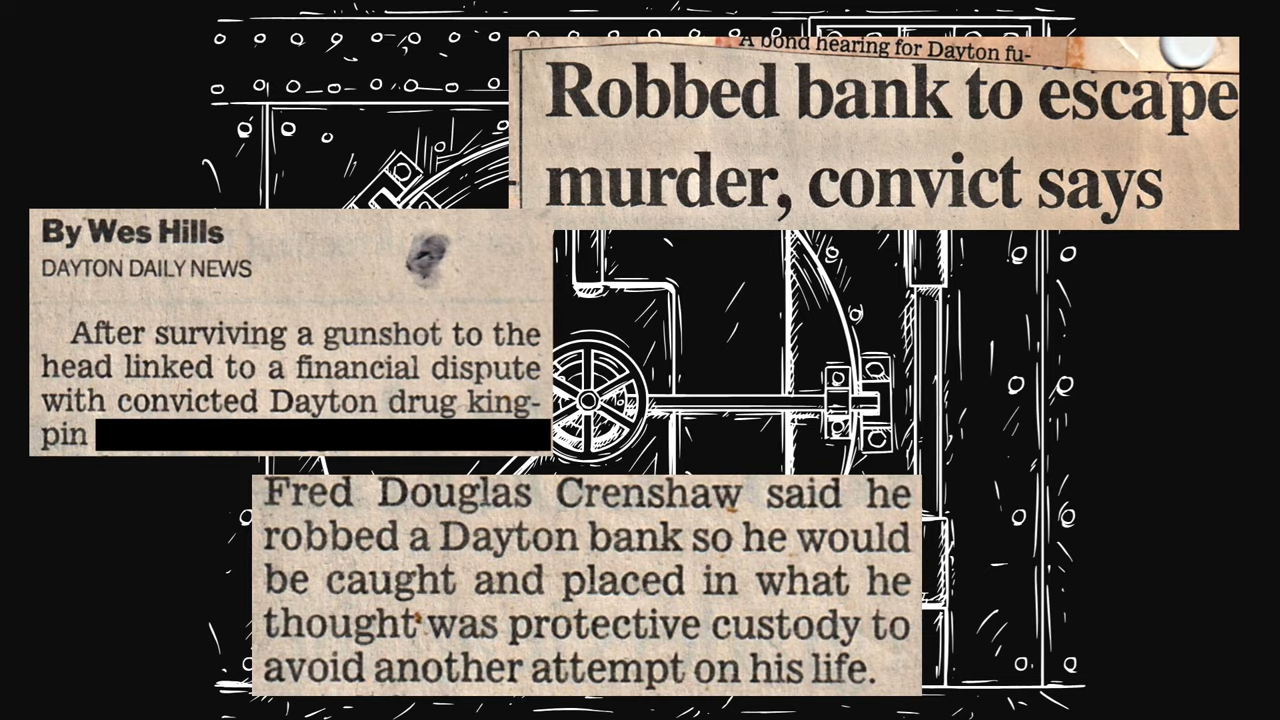 A bond hearing for Dayton fu-
Robbed bank to escape
murder, convict says
By Wes Hills
DAYTON DAILY NEWS
After surviving a gunshot to the
head linked to a financial dispute
with convicted Dayton drug king-
pin
Fred Douglas Crenshaw said he
robbed a Dayton bank so he would
be caught and placed in what he
thought was protective custody to
avoid another attempt on his life.